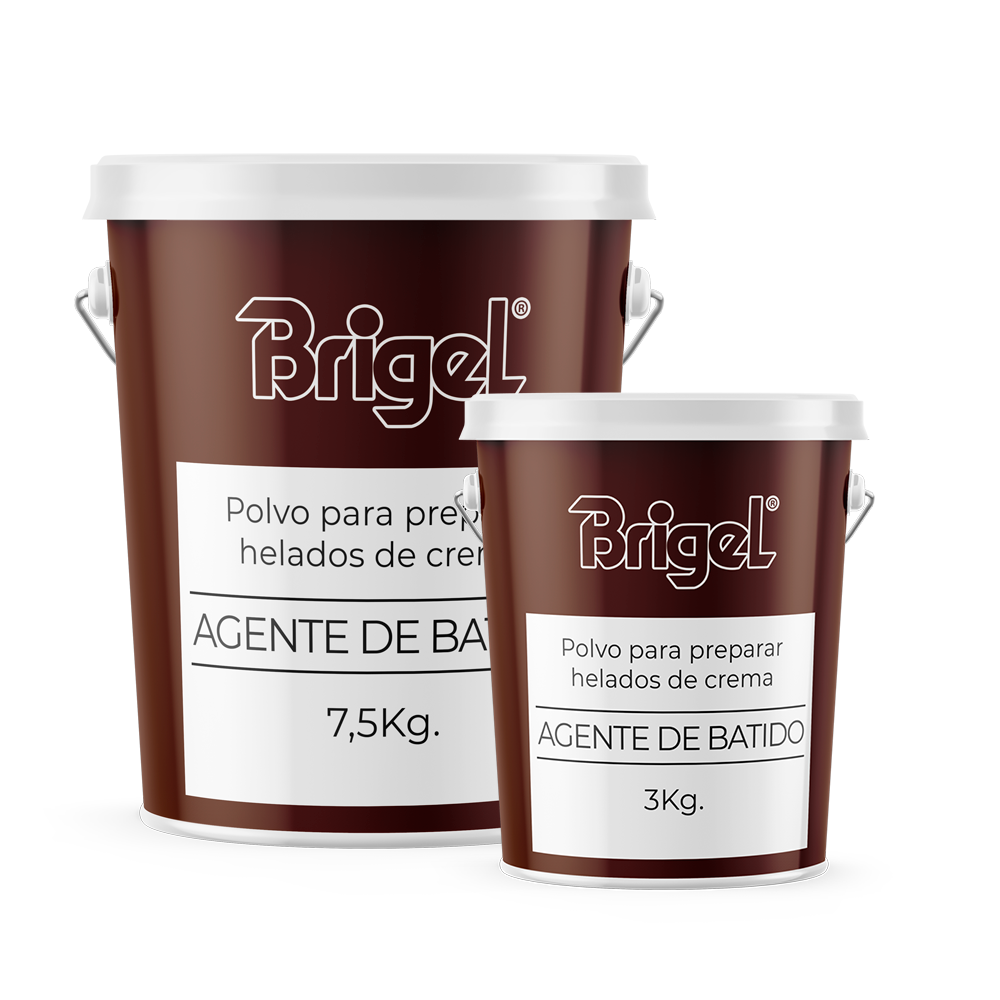 Brigel®
Polvo para prep
helados de crem
AGENTE DE BAT
7,5Kg.
Brigel®
Polvo para preparar
helados de crema
AGENTE DE BATIDO
3Kg.